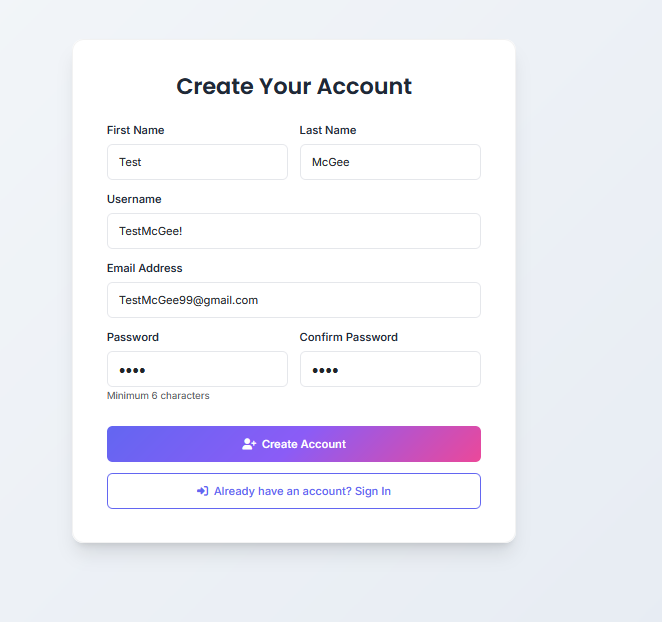 Create Your Account
First Name Last Name
Test McGee
Username
TestMcGee!
Email Address
TestMcGee99@gmail.com
Password Confirm Password
•••• ••••
Minimum 6 characters
Create Account
Already have an account? Sign In